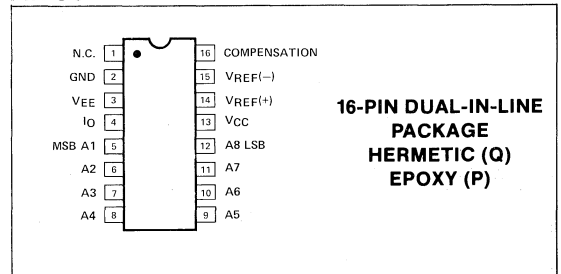 N.C. 1 16 COMPENSATION
GND 2 15 VREF(−)
VEE 3 14 VREF(+)
IO 4 13 VCC
MSB A1 5 12 A8 LSB
A2 6 11 A7
A3 7 10 A6
A4 8 9 A5
16-PIN DUAL-IN-LINE
PACKAGE
HERMETIC (Q)
EPOXY (P)